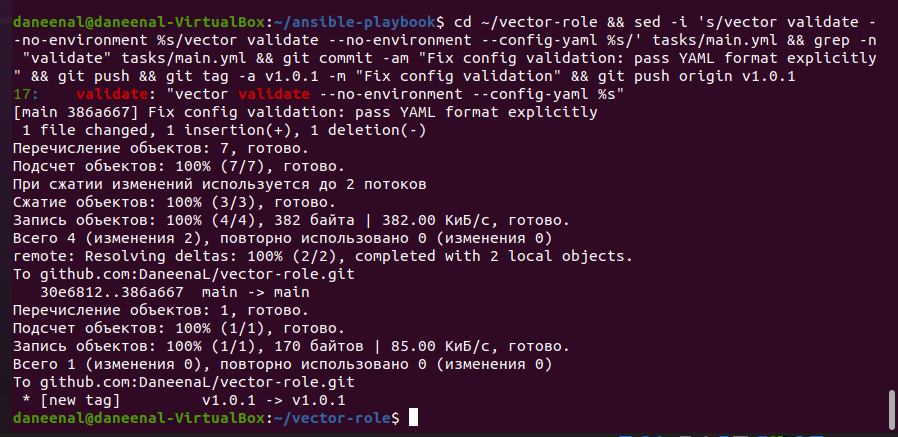 daneenal@daneenal-VirtualBox:~/ansible-playbook$ cd ~/vector-role && sed -i 's/vector validate -
-no-environment %s/vector validate --no-environment --config-yaml %s/' tasks/main.yml && grep -n
 "validate" tasks/main.yml && git commit -am "Fix config validation: pass YAML format explicitly
" && git push && git tag -a v1.0.1 -m "Fix config validation" && git push origin v1.0.1
17:    validate: "vector validate --no-environment --config-yaml %s"
[main 386a667] Fix config validation: pass YAML format explicitly
 1 file changed, 1 insertion(+), 1 deletion(-)
Перечисление объектов: 7, готово.
Подсчет объектов: 100% (7/7), готово.
При сжатии изменений используется до 2 потоков
Сжатие объектов: 100% (3/3), готово.
Запись объектов: 100% (4/4), 382 байта | 382.00 КиБ/с, готово.
Всего 4 (изменения 2), повторно использовано 0 (изменения 0)
remote: Resolving deltas: 100% (2/2), completed with 2 local objects.
To github.com:DaneenaL/vector-role.git
   30e6812..386a667  main -> main
Перечисление объектов: 1, готово.
Подсчет объектов: 100% (1/1), готово.
Запись объектов: 100% (1/1), 170 байтов | 85.00 КиБ/с, готово.
Всего 1 (изменения 0), повторно использовано 0 (изменения 0)
To github.com:DaneenaL/vector-role.git
 * [new tag]         v1.0.1 -> v1.0.1
daneenal@daneenal-VirtualBox:~/vector-role$